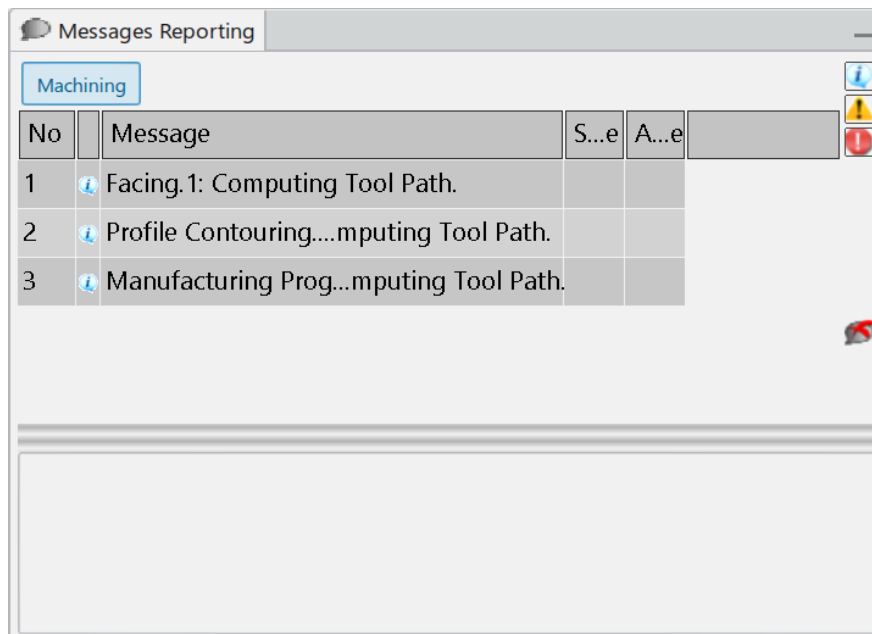 Messages Reporting
Machining
No Message S...e A...e
1 Facing.1: Computing Tool Path.
2 Profile Contouring....mputing Tool Path.
3 Manufacturing Prog...mputing Tool Path.